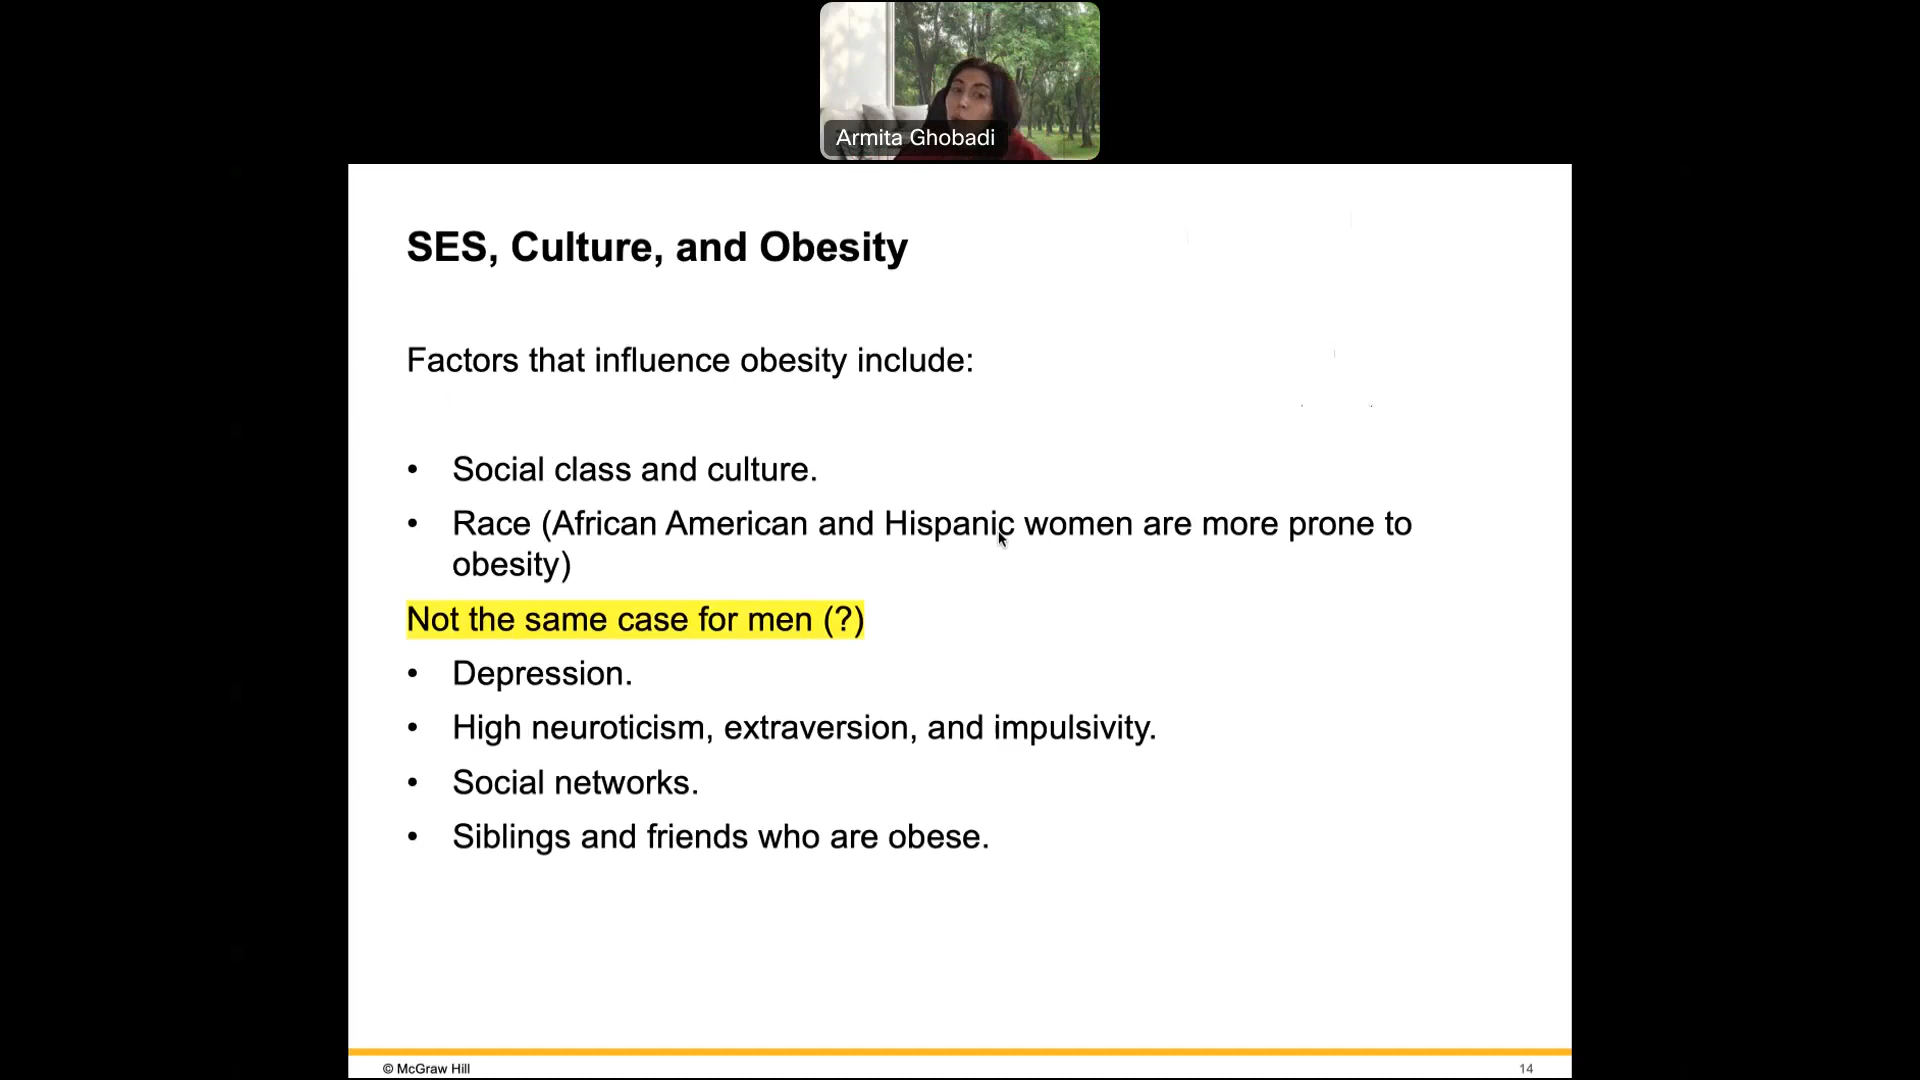 Armita Ghobadi
SES, Culture, and Obesity
Factors that influence obesity include:
• Social class and culture.
• Race (African American and Hispanic women are more prone to
obesity)
Not the same case for men (?)
• Depression.
• High neuroticism, extraversion, and impulsivity.
• Social networks.
• Siblings and friends who are obese.
© McGraw Hill
14